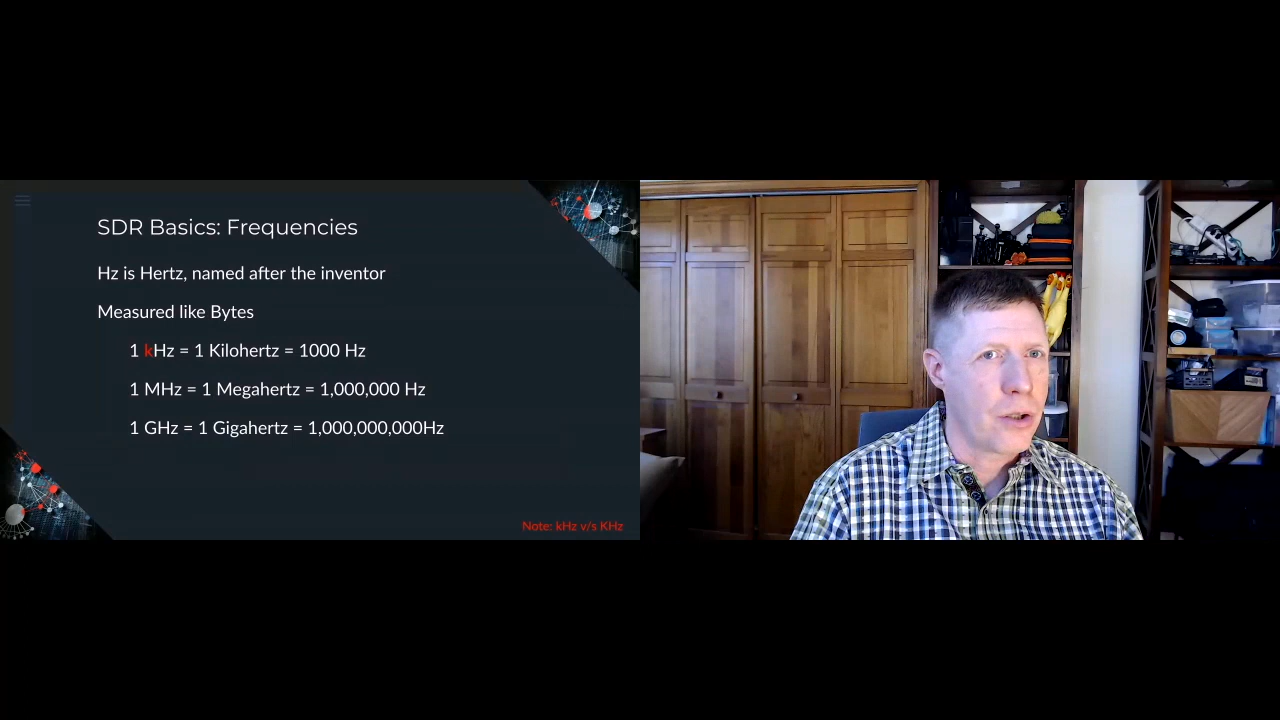 SDR Basics: Frequencies
Hz is Hertz, named after the inventor
Measured like Bytes
1 kHz = 1 Kilohertz = 1000 Hz
1 MHz = 1 Megahertz = 1,000,000 Hz
1 GHz = 1 Gigahertz = 1,000,000,000Hz
Note: kHz v/s KHz